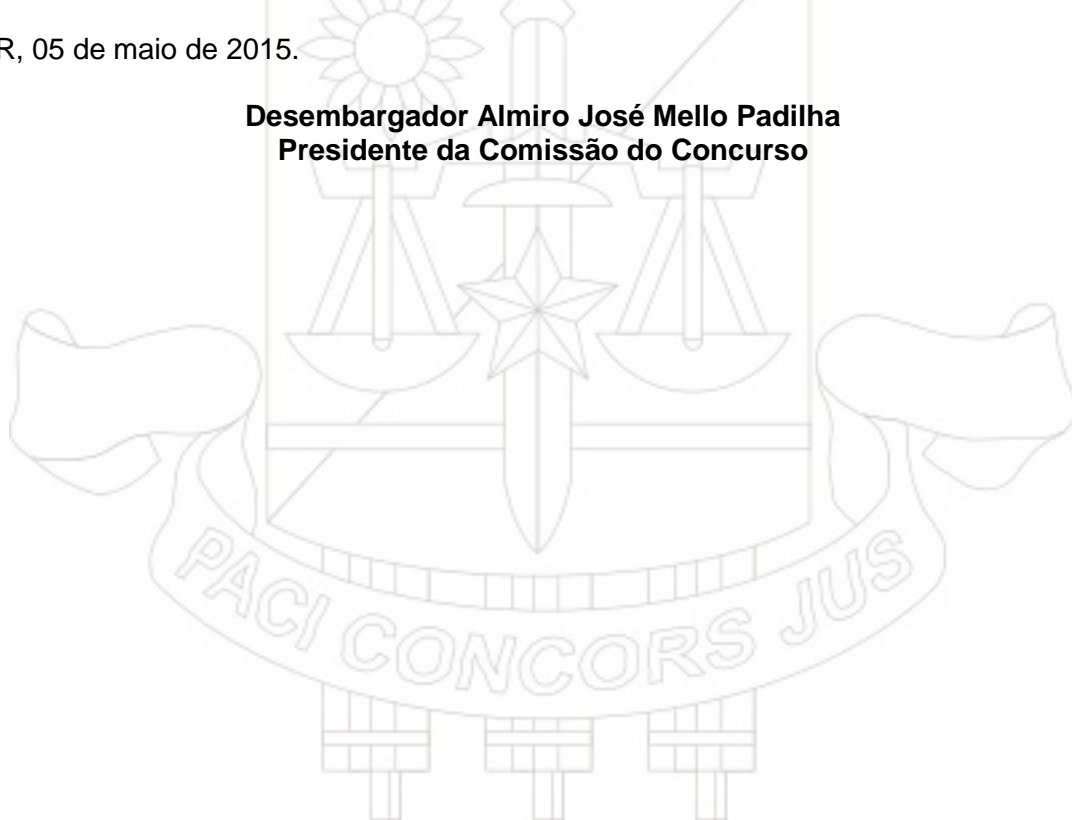 R, 05 de maio de 2015.
Desembargador Almiro José Mello Padilha
Presidente da Comissão do Concurso
PACI CONCORS JUS